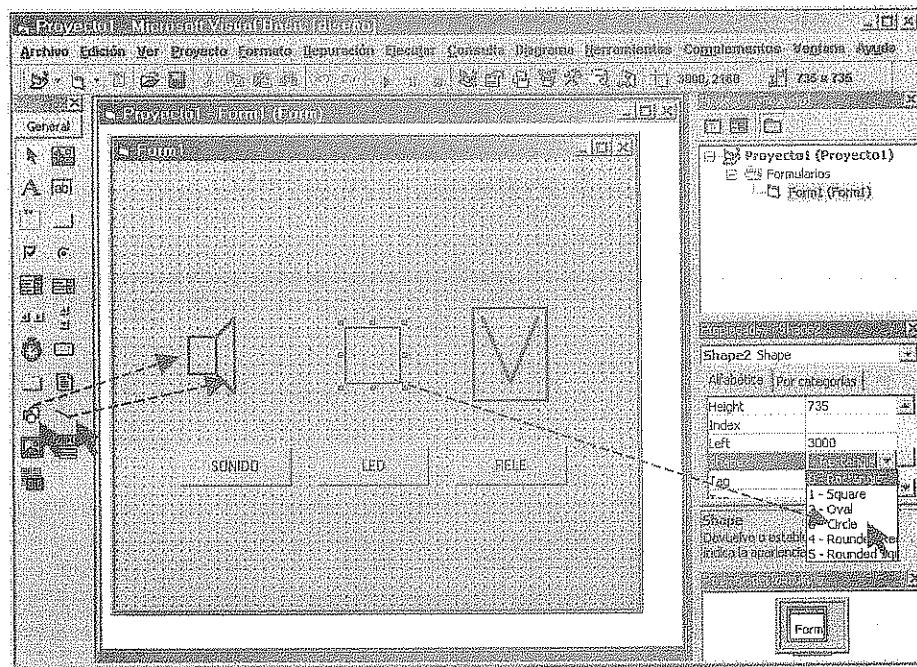 Proyecto1 - Microsoft Visual Basic [diseño]
Archivo Edición Ver Proyecto Formato Depuración Ejecutar Consulta Diagrama Herramientas Complementos Ventana Ayuda
3000, 2160 735 x 735
General
Proyecto1 - Form1 (Form)
Form1
SONIDO
LED
RELE
Proyecto1 (Proyecto1)
Formularios
Form1 (Form1)
Shape2 Shape
Alfabética Por categorías
Height 735
Index
Left 3000
Tag
1 - Square
2 - Oval
3 - Circle
4 - Rounded
5 - Rounded
Shape
Devuelve o
indica la apariencia
Form